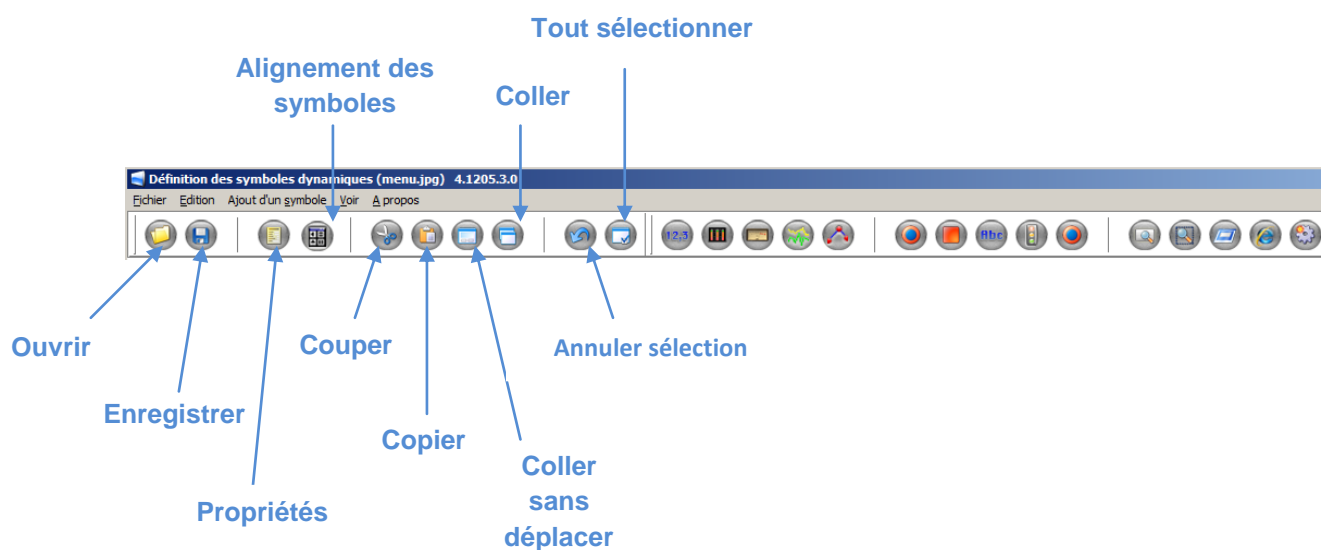 Tout sélectionner
Alignement des
symboles
Coller
Définition des symboles dynamiques (menu.jpg) 4.1205.3.0
Fichier Edition Ajout d'un symbole Voir A propos
12,3
Abc
Ouvrir
Couper
Annuler sélection
Enregistrer
Copier
Coller
sans
déplacer
Propriétés